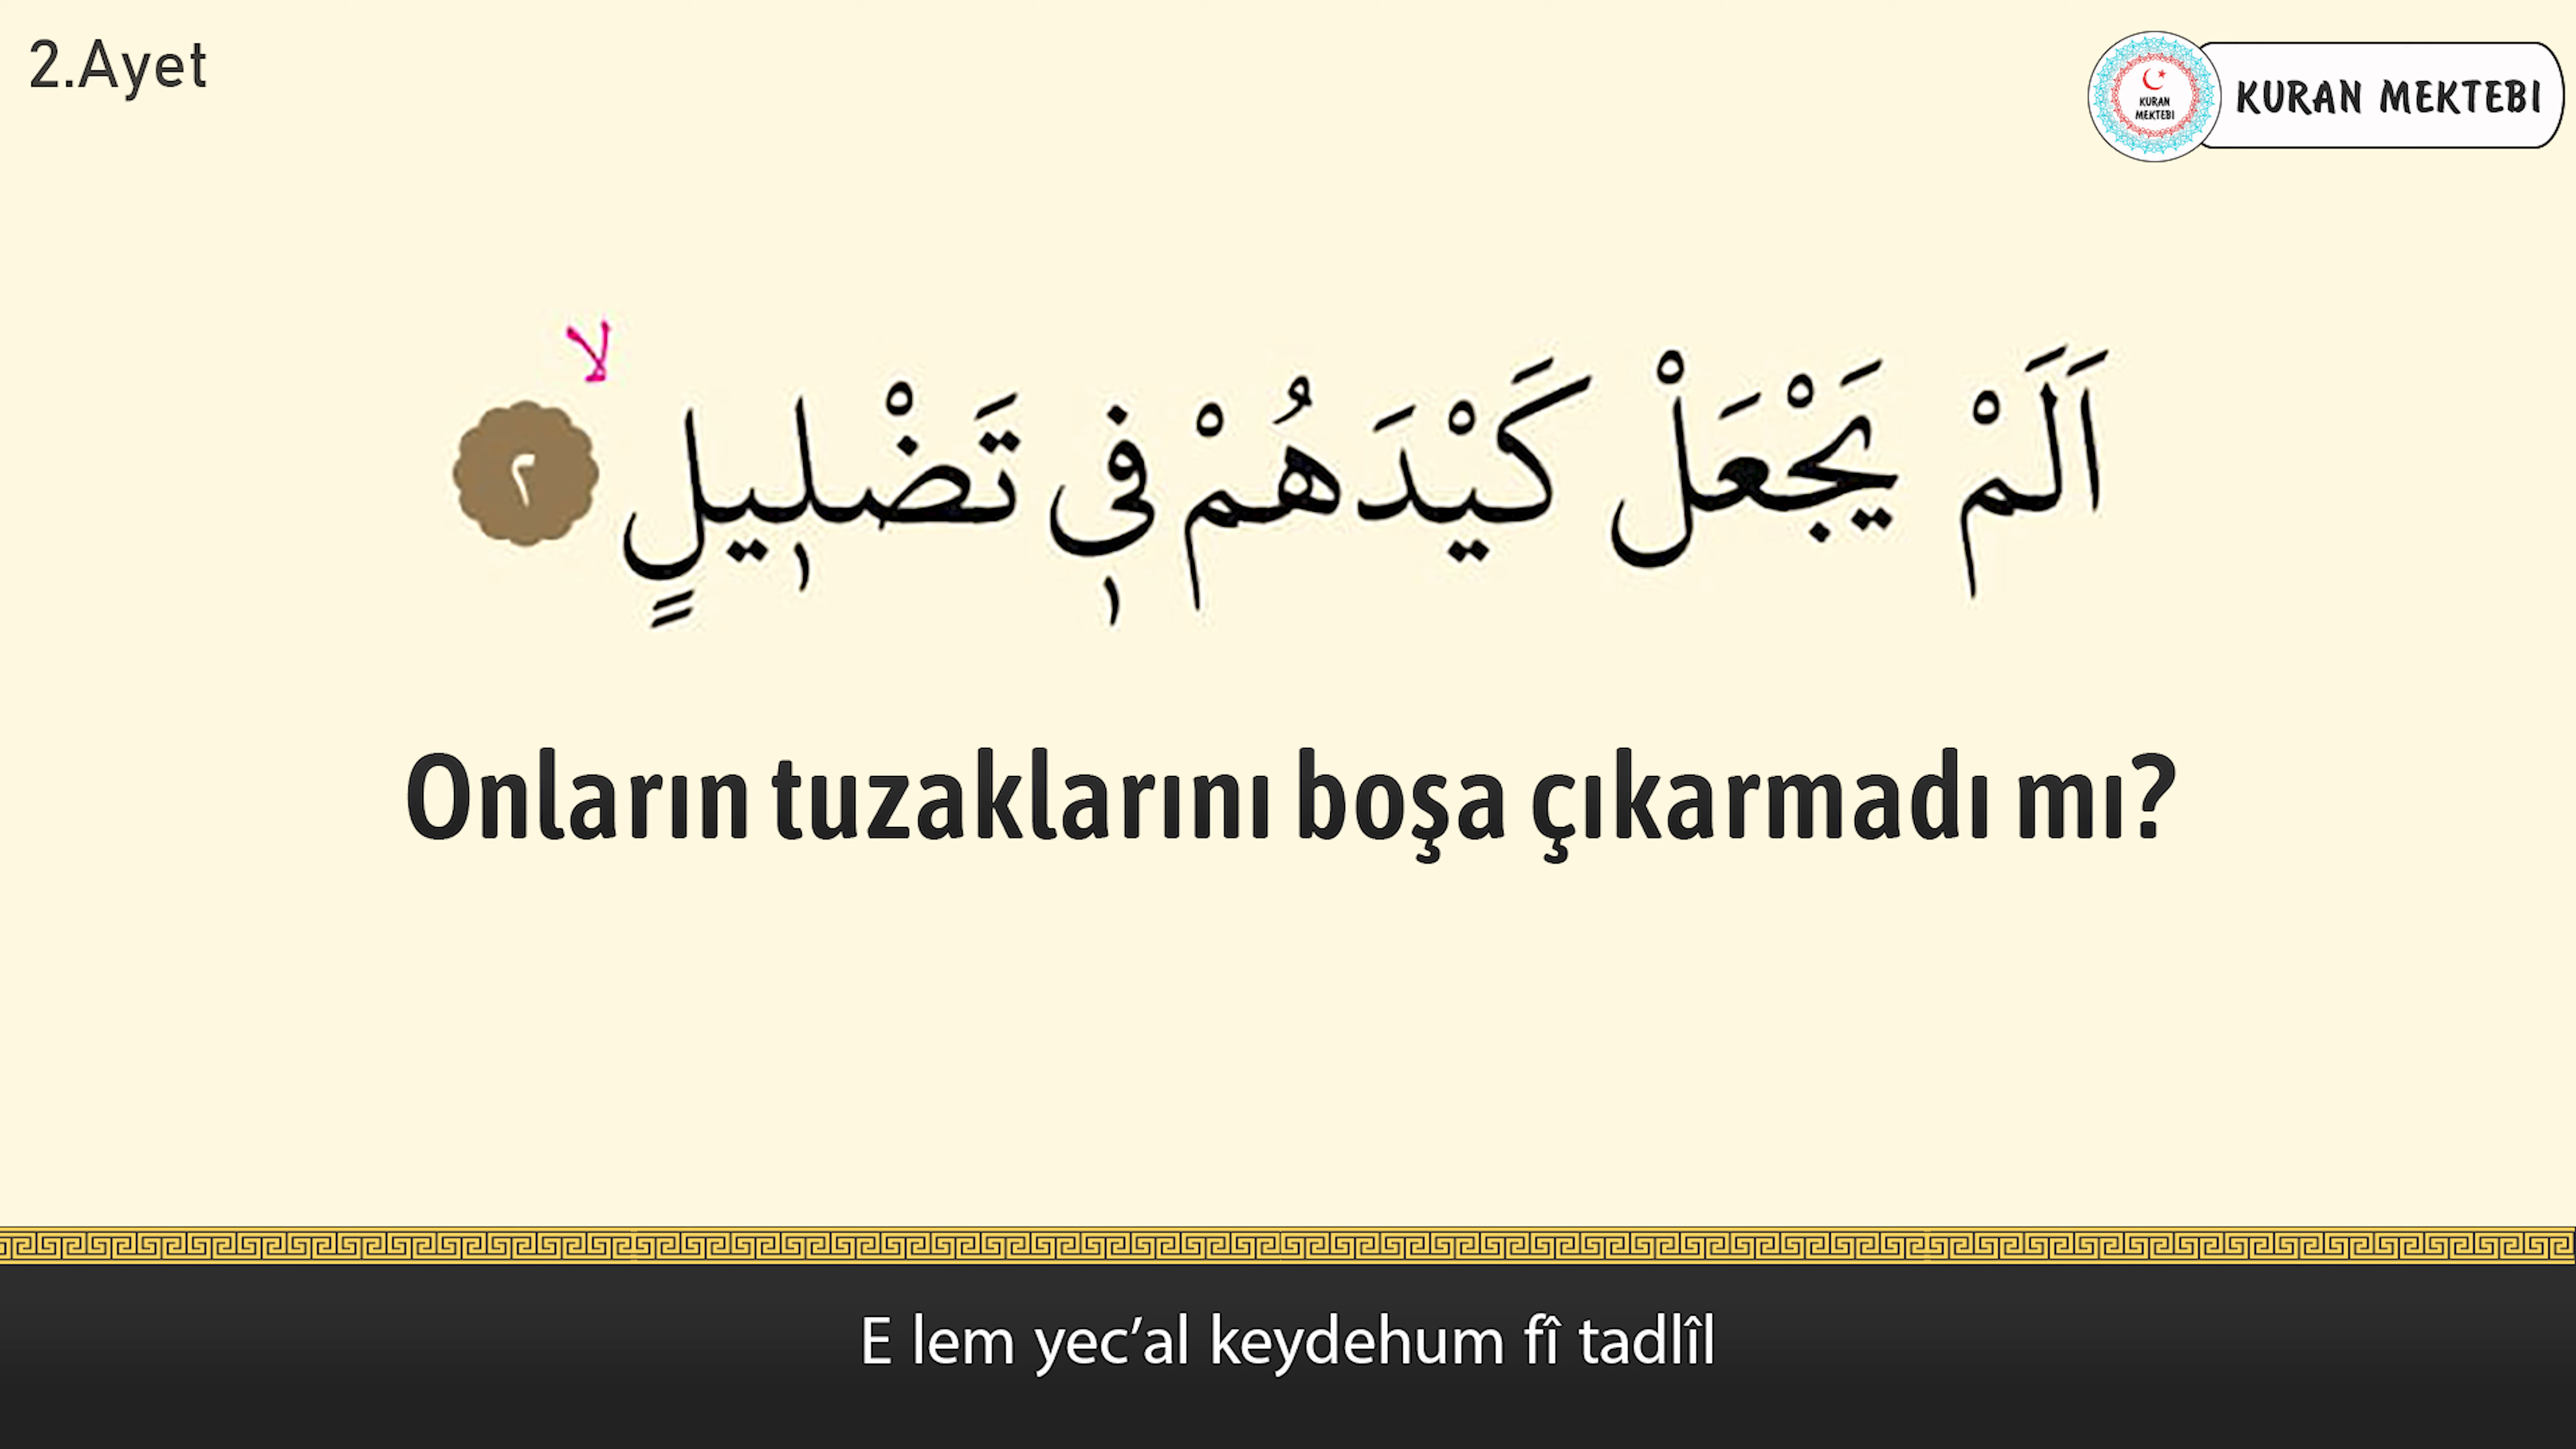 2.Ayet
KURAN
MEKTEBI
KURAN MEKTEBI
اَلَمْ يَجْعَلْ كَيْدَهُمْ فٖي تَضْلٖيلٍۙ ٢
Onların tuzaklarını boşa çıkarmadı mı?
E lem yec’al keydehum fî tadlîl